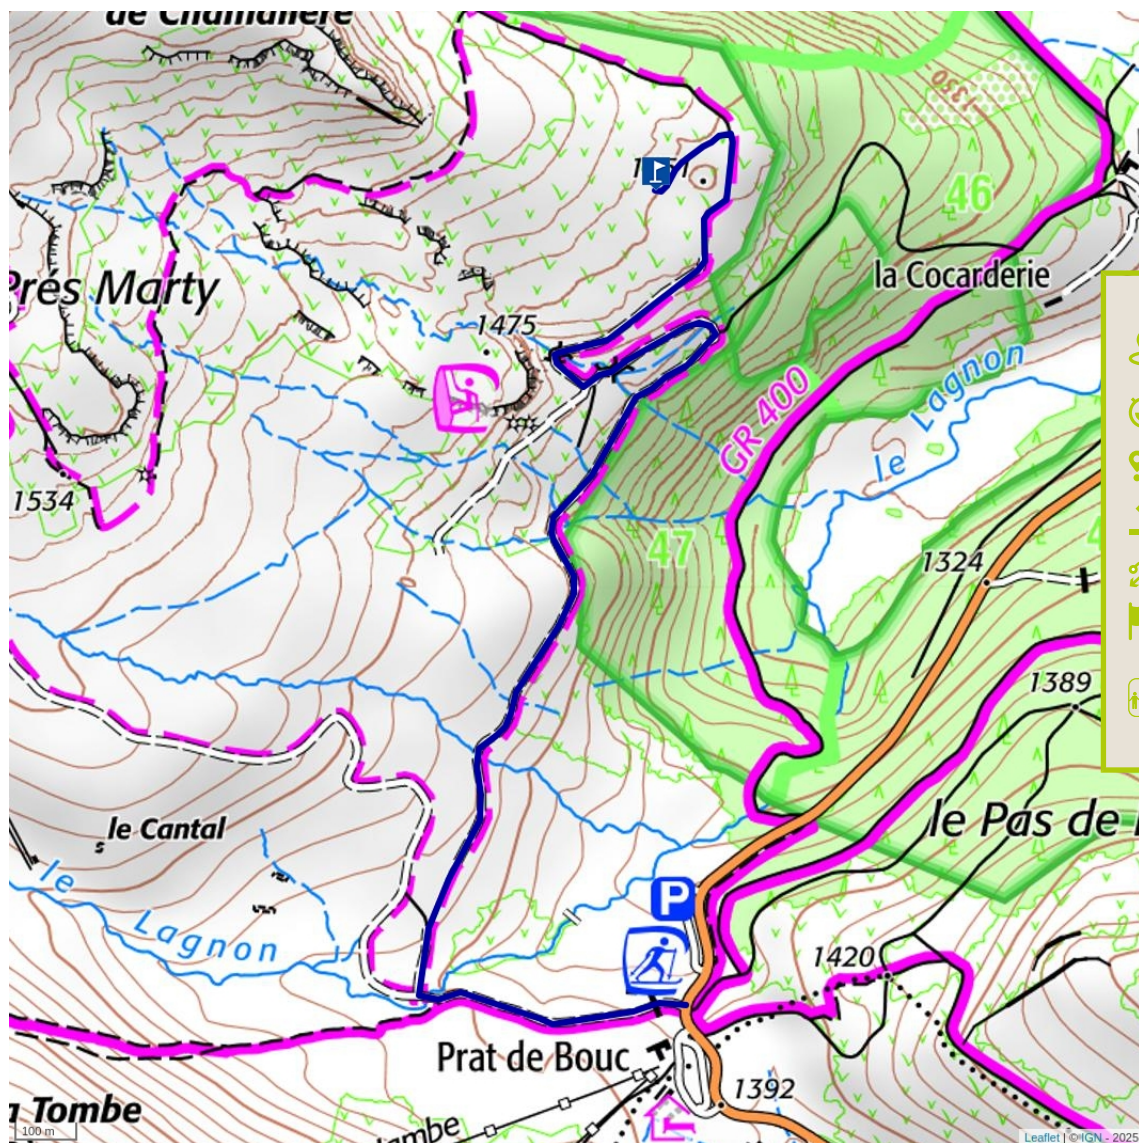 de Chamalière
1350
46
la Cocarderie
Prés Marty
1475
Lagnon
le
GR 400
1534
47
1324
1389
le Cantal
le Pas de
le
Lagnon
P
1420
Prat de Bouc
1392
Tombe
100 m
Leaflet | © IGN - 2025